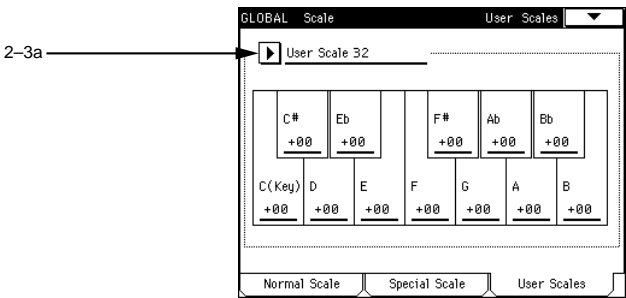 GLOBAL Scale User Scales
2–3a
User Scale 32
C# Eb F# Ab Bb
+00 +00 +00 +00 +00
C(Key) D E F G A B
+00 +00 +00 +00 +00 +00 +00
Normal Scale Special Scale User Scales